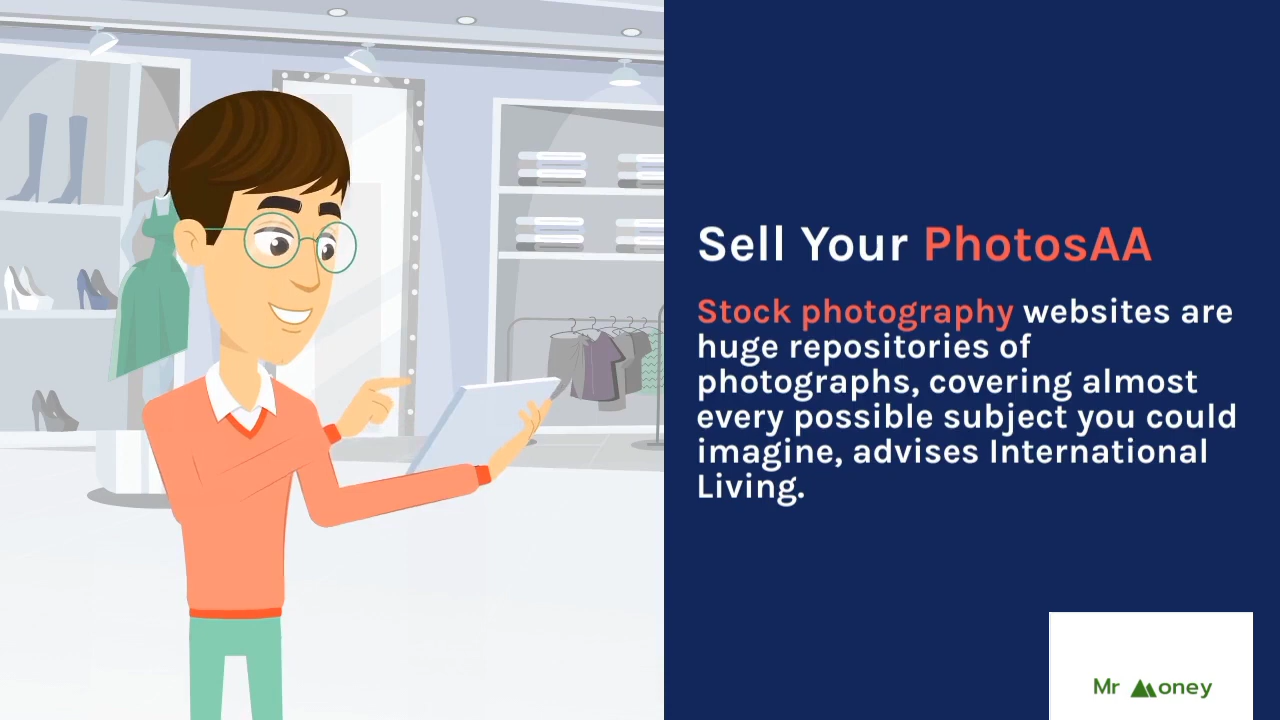 Sell Your PhotosAA
Stock photography websites are
huge repositories of
photographs, covering almost
every possible subject you could
imagine, advises International
Living.
Mr Money